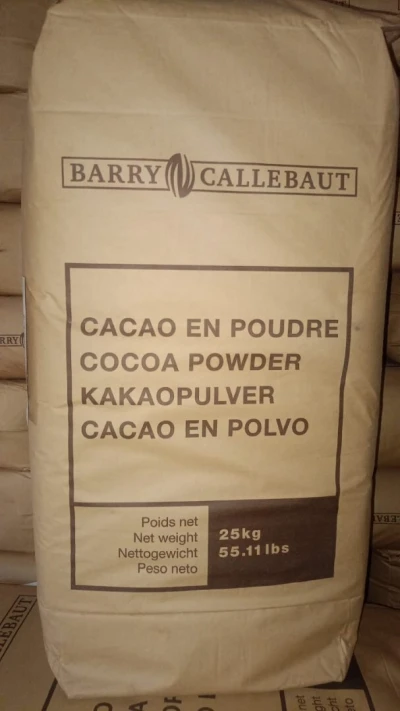 BARRY CALLEBAUT
CACAO EN POUDRE
COCOA POWDER
KAKAOPULVER
CACAO EN POLVO
Poids net
Net weight 25kg
Nettogewicht 55.11 lbs
Peso neto